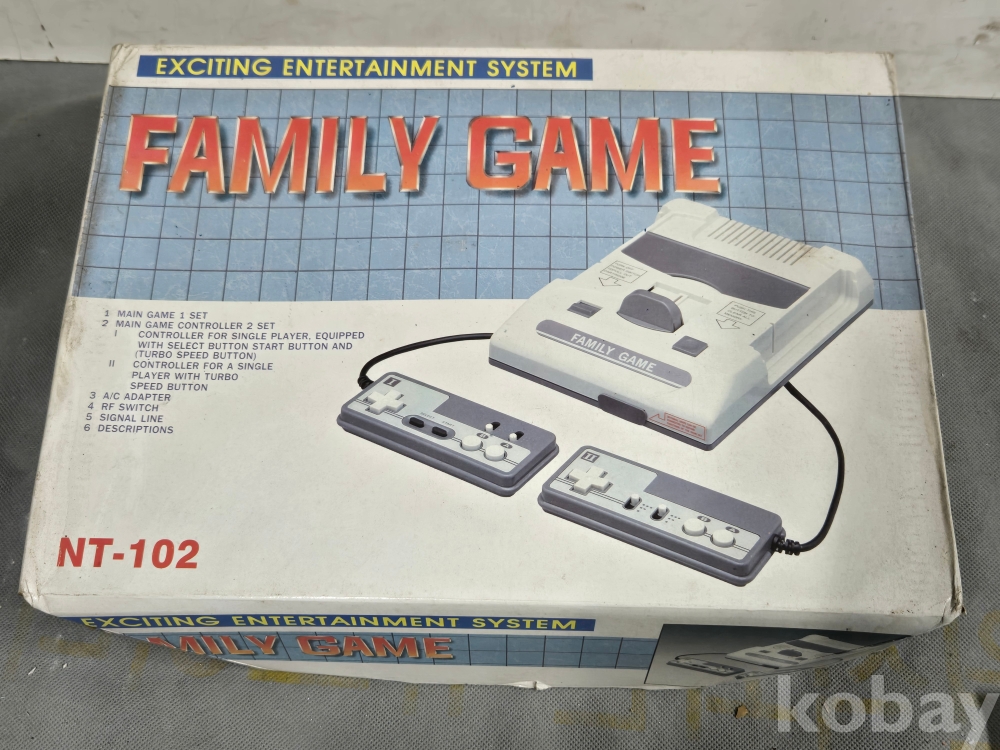 EXCITING ENTERTAINMENT SYSTEM
FAMILY GAME
1 MAIN GAME 1 SET
2 MAIN GAME CONTROLLER 2 SET
I CONTROLLER FOR SINGLE PLAYER, EQUIPPED
WITH SELECT BUTTON START BUTTON AND
(TURBO SPEED BUTTON)
II CONTROLLER FOR A SINGLE
PLAYER WITH TURBO
SPEED BUTTON
3 A/C ADAPTER
4 RF SWITCH
5 SIGNAL LINE
6 DESCRIPTIONS
FAMILY GAME
I
B A
II
B A
NT-102
EXCITING ENTERTAINMENT SYSTEM
FAMILY GAME
kobay